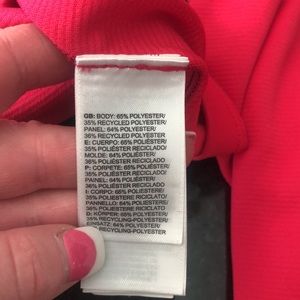 GB: BODY: 65% POLYESTER/
35% RECYCLED POLYESTER/
PANEL: 64% POLYESTER/
36% RECYCLED POLYESTER
E: CUERPO: 65% POLIÉSTER/
35% POLIÉSTER RECICLADO/
MOLDE: 64% POLIÉSTER/
36% POLIÉSTER RECICLADO
P: CORPETE: 65% POLIÉSTER/
35% POLIÉSTER RECICLADO/
PAINEL: 64% POLIÉSTER/
36% POLIÉSTER RECICLADO
I: CORPO: 65% POLIESTERE/
35% POLIESTERE RICICLATO/
PANNELLO: 64% POLIESTERE/
36% POLIESTERE RICICLATO
D: KÖRPER: 65% POLYESTER/
35% RECYCLING-POLYESTER/
EINSATZ: 64% POLYESTER/
RECYCLING-POLYESTER